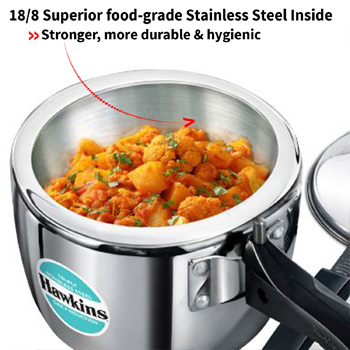 18/8 Superior food-grade Stainless Steel Inside
>> Stronger, more durable & hygienic
Hawkins